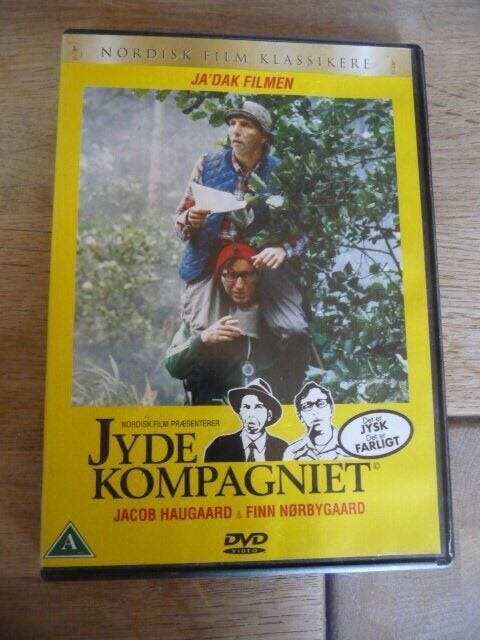 NORDISK FILM KLASSIKERE
JA'DAK FILMEN
NORDISK FILM PRÆSENTERER
JYDE
KOMPAGNIET©
Det er
JYSK
Det er
FARLIGT
JACOB HAUGAARD & FINN NØRBYGAARD
A
DVD
VIDEO